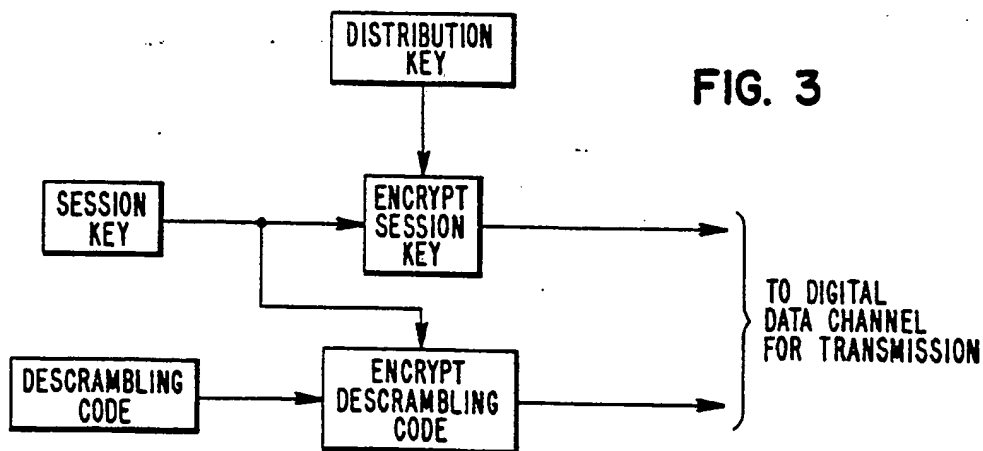 DISTRIBUTION
KEY
FIG. 3
SESSION
KEY
ENCRYPT
SESSION
KEY
TO DIGITAL
DATA CHANNEL
FOR TRANSMISSION
DESCRAMBLING
CODE
ENCRYPT
DESCRAMBLING
CODE